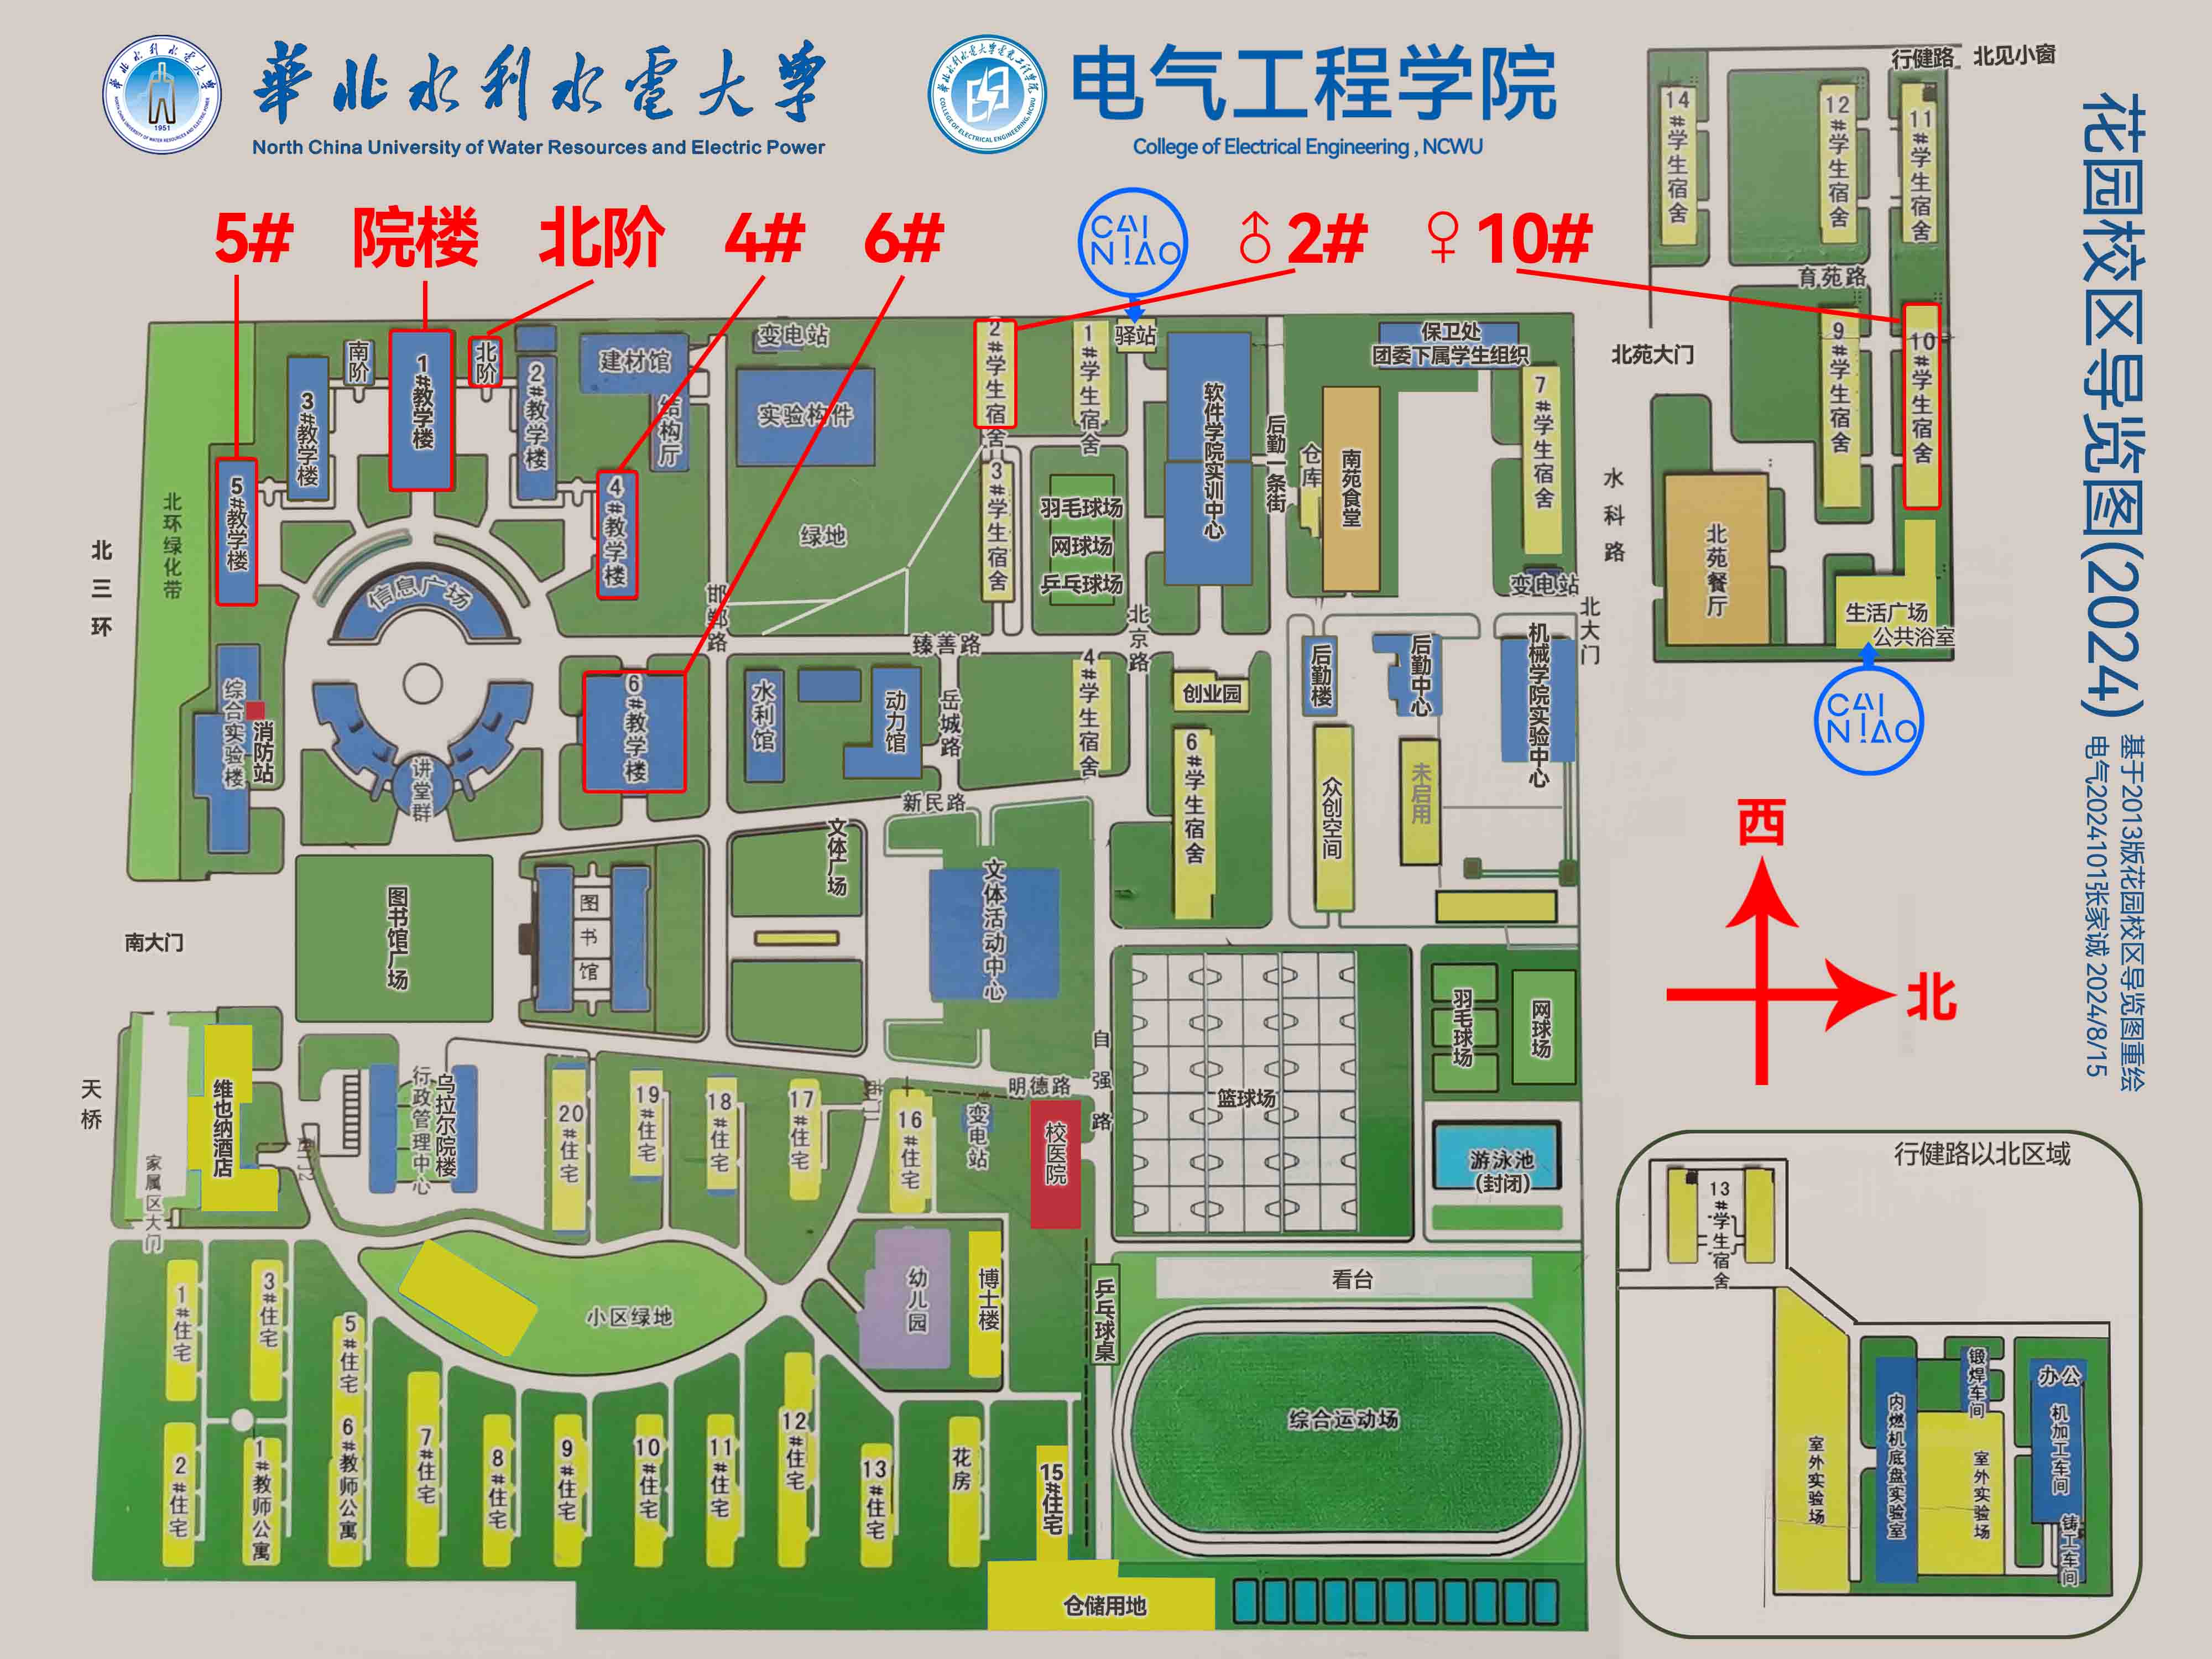 華北水利水電大學
North China University of Water Resources and Electric Power
1951
电气工程学院
College of Electrical Engineering , NCWU
花园校区导览图(2024)
基于2013版花园校区导览图重绘
电气2024101张家诚 2024/8/15
5#
院楼
北阶
4#
6#
CAI
NIAO
♂2#
♀10#
行健路
北见小窗
14#学生宿舍
12#学生宿舍
11#学生宿舍
育苑路
9#学生宿舍
10#学生宿舍
北苑大门
水科路
北苑餐厅
生活广场
公共浴室
CAI
NIAO
北三环
北环绿化带
南阶
1#教学楼
北阶
2#教学楼
3#教学楼
5#教学楼
4#教学楼
建材馆
结构厅
变电站
实验构件
绿地
2#学生宿舍
1#学生宿舍
驿站
3#学生宿舍
羽毛球场
网球场
乒乓球场
软件学院实训中心
后勤一条街
仓库
南苑食堂
保卫处
团委下属学生组织
7#学生宿舍
变电站
北大门
信息广场
邯郸路
臻善路
北京路
综合实验楼
消防站
讲堂群
6#教学楼
水利馆
动力馆
岳城路
4#学生宿舍
创业园
6#学生宿舍
后勤楼
后勤中心
机械学院实验中心
众创空间
未启用
新民路
南大门
图书馆广场
图书馆
文体广场
文体活动中心
自强路
篮球场
羽毛球场
网球场
游泳池
(封闭)
天桥
维也纳酒店
家属区大门
行政管理中心
乌拉尔院楼
20#住宅
19#住宅
18#住宅
17#住宅
16#住宅
变电站
明德路
校医院
小区绿地
幼儿园
博士楼
乒乓球桌
看台
综合运动场
1#住宅
3#住宅
5#住宅
2#住宅
1#教师公寓
6#教师公寓
7#住宅
8#住宅
9#住宅
10#住宅
11#住宅
12#住宅
13#住宅
花房
15#住宅
仓储用地
西
北
行健路以北区域
13#学生宿舍
室外实验场
内燃机底盘实验室
锻焊车间
室外实验场
办公
机加工车间
铸工车间